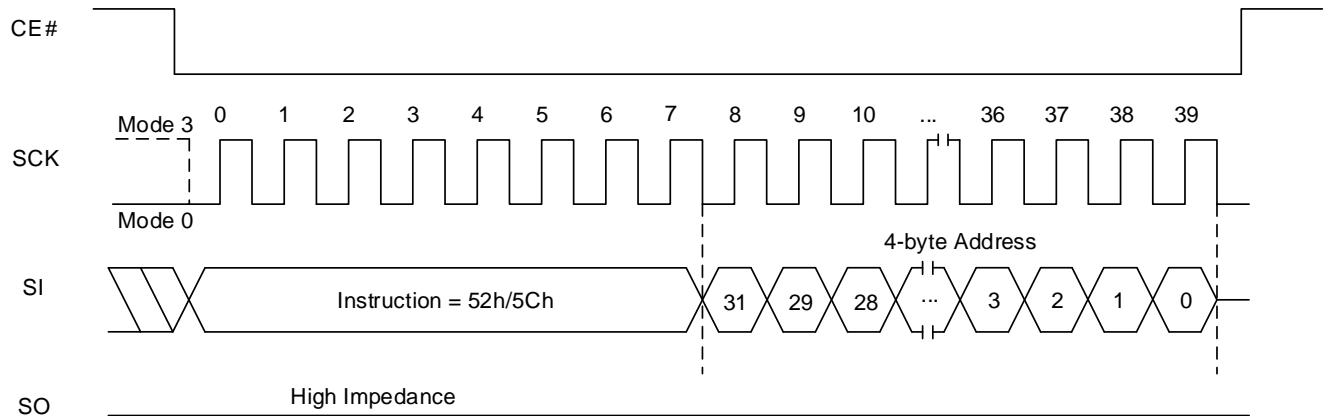 CE#
0 1 2 3 4 5 6 7 8 9 10 ... 36 37 38 39
Mode 3
SCK
Mode 0
4-byte Address
SI
Instruction = 52h/5Ch 31 29 28 ... 3 2 1 0
High Impedance
SO